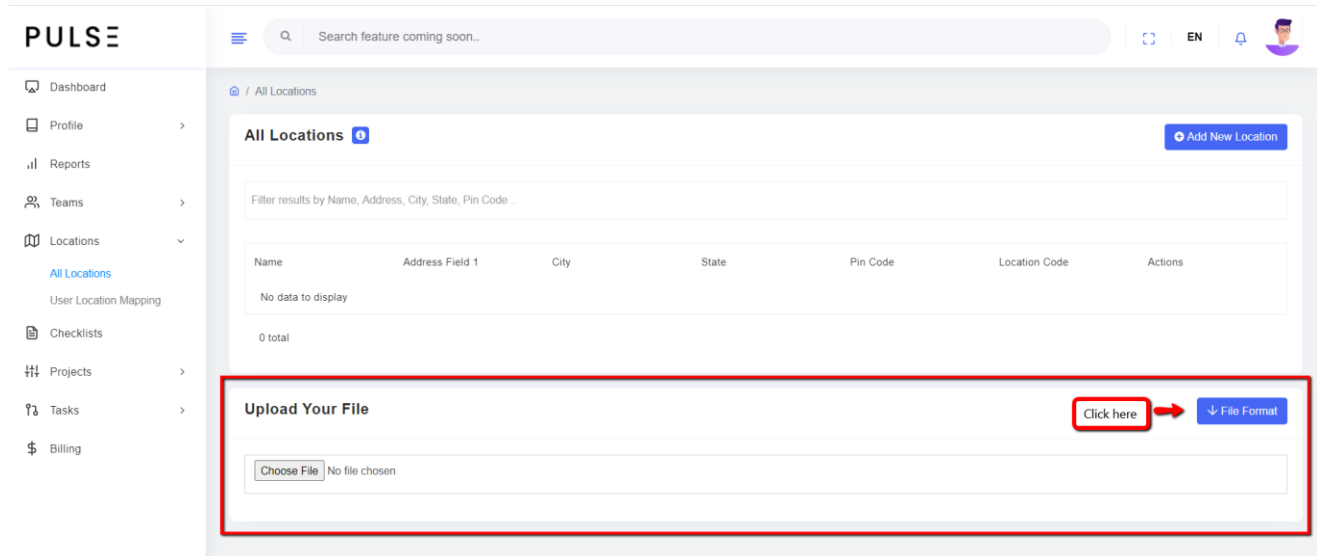 PULSE
Search feature coming soon..
EN
Dashboard
Profile
Reports
Teams
Locations
All Locations
User Location Mapping
Checklists
Projects
Tasks
Billing
/ All Locations
All Locations
Add New Location
Filter results by Name, Address, City, State, Pin Code ..
Name Address Field 1 City State Pin Code Location Code Actions
No data to display
0 total
Upload Your File
Click here
File Format
Choose File No file chosen